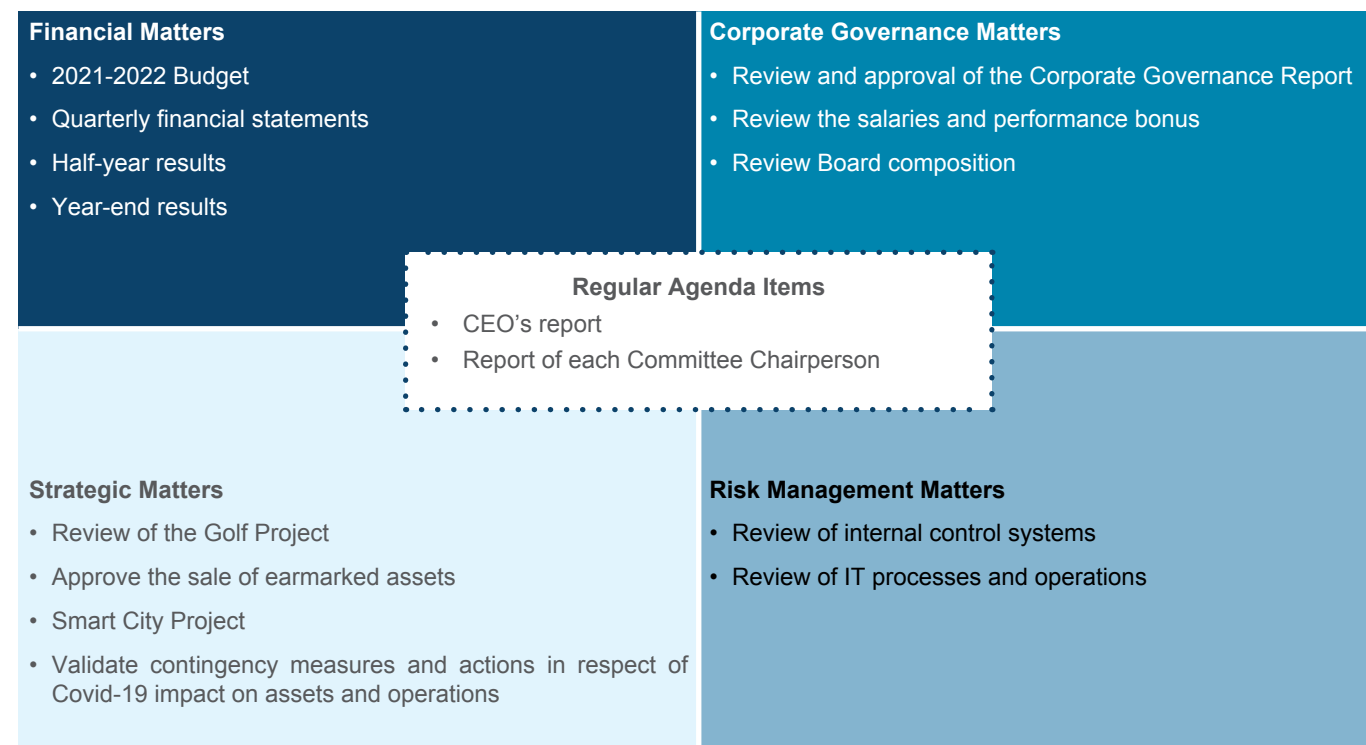 Financial Matters
• 2021-2022 Budget
• Quarterly financial statements
• Half-year results
• Year-end results
Corporate Governance Matters
• Review and approval of the Corporate Governance Report
• Review the salaries and performance bonus
• Review Board composition
Regular Agenda Items
• CEO’s report
• Report of each Committee Chairperson
Strategic Matters
• Review of the Golf Project
• Approve the sale of earmarked assets
• Smart City Project
• Validate contingency measures and actions in respect of
Covid-19 impact on assets and operations
Risk Management Matters
• Review of internal control systems
• Review of IT processes and operations